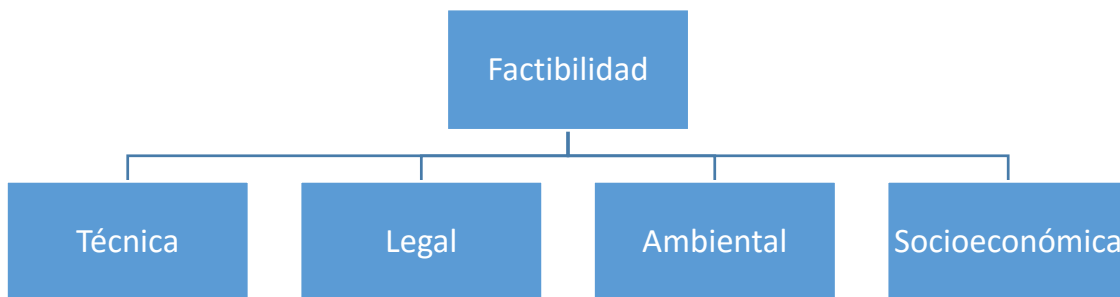 Factibilidad
Técnica
Legal
Ambiental
Socioeconómica